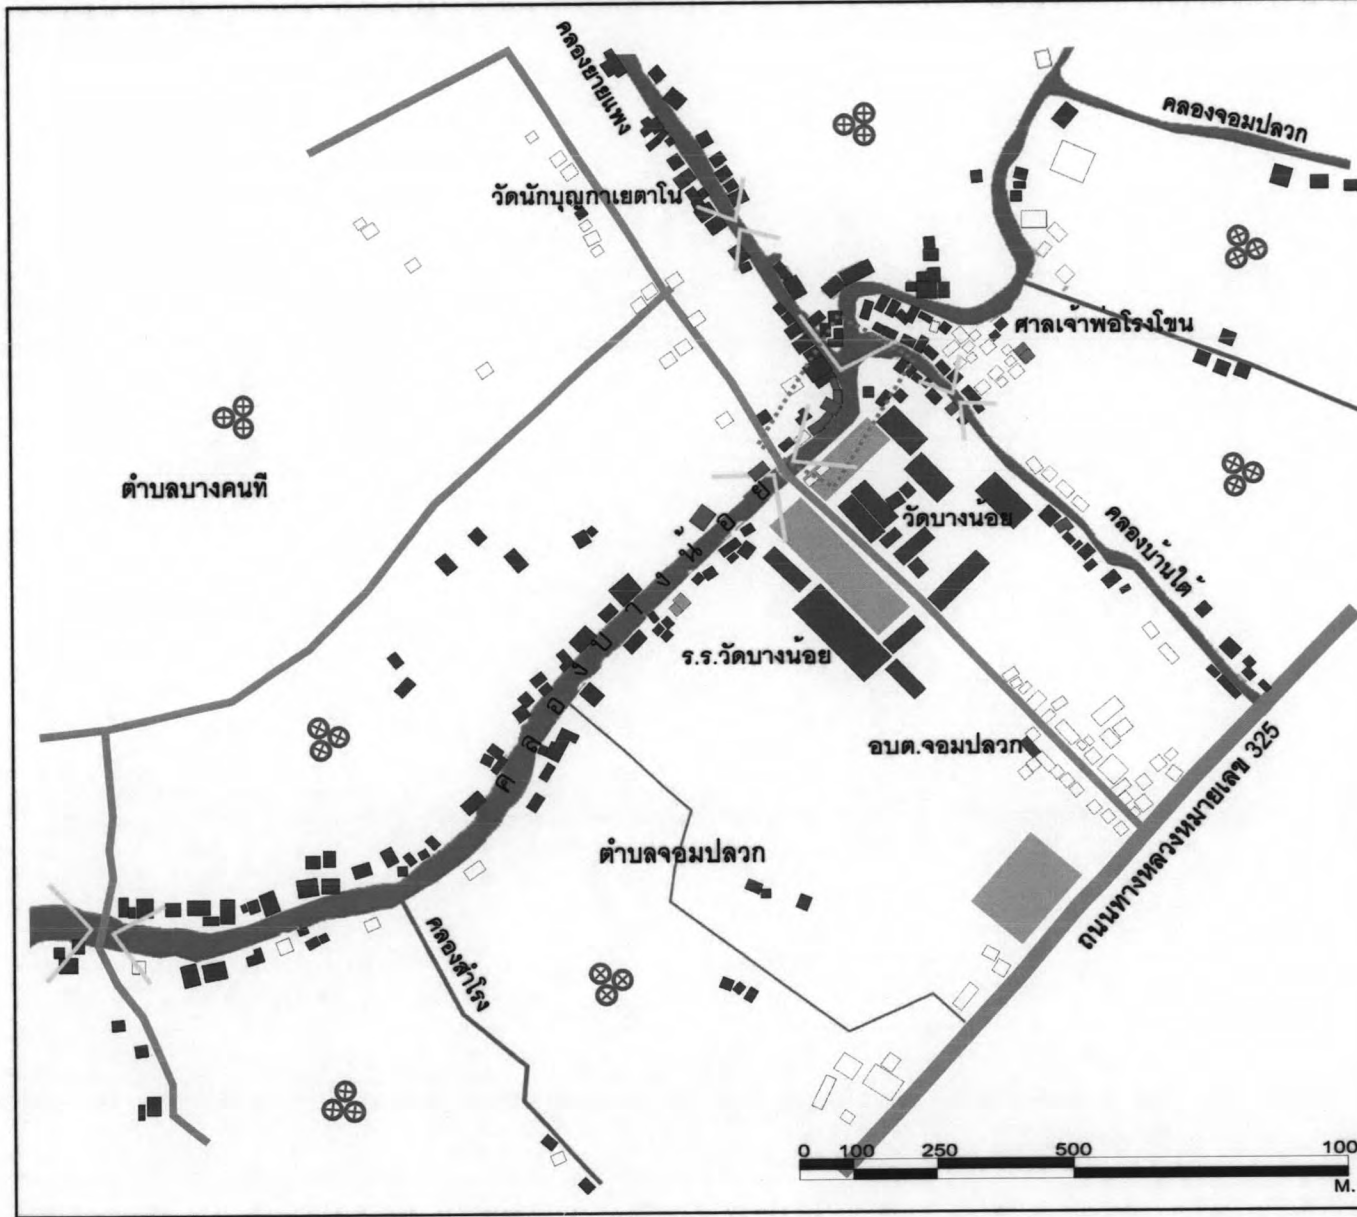 คลองยายแพง
คลองจอมปลวก
วัดนักบุญกาเยตาโน
ศาลเจ้าพ่อโรงโขน
ตำบลบางคนที
วัดบางน้อย
คลองบ้านใต้
คลองบางน้อย
ร.ร.วัดบางน้อย
อบต.จอมปลวก
ถนนทางหลวงหมายเลข 325
ตำบลจอมปลวก
คลองสำโรง
0 100 250 500 100
M.